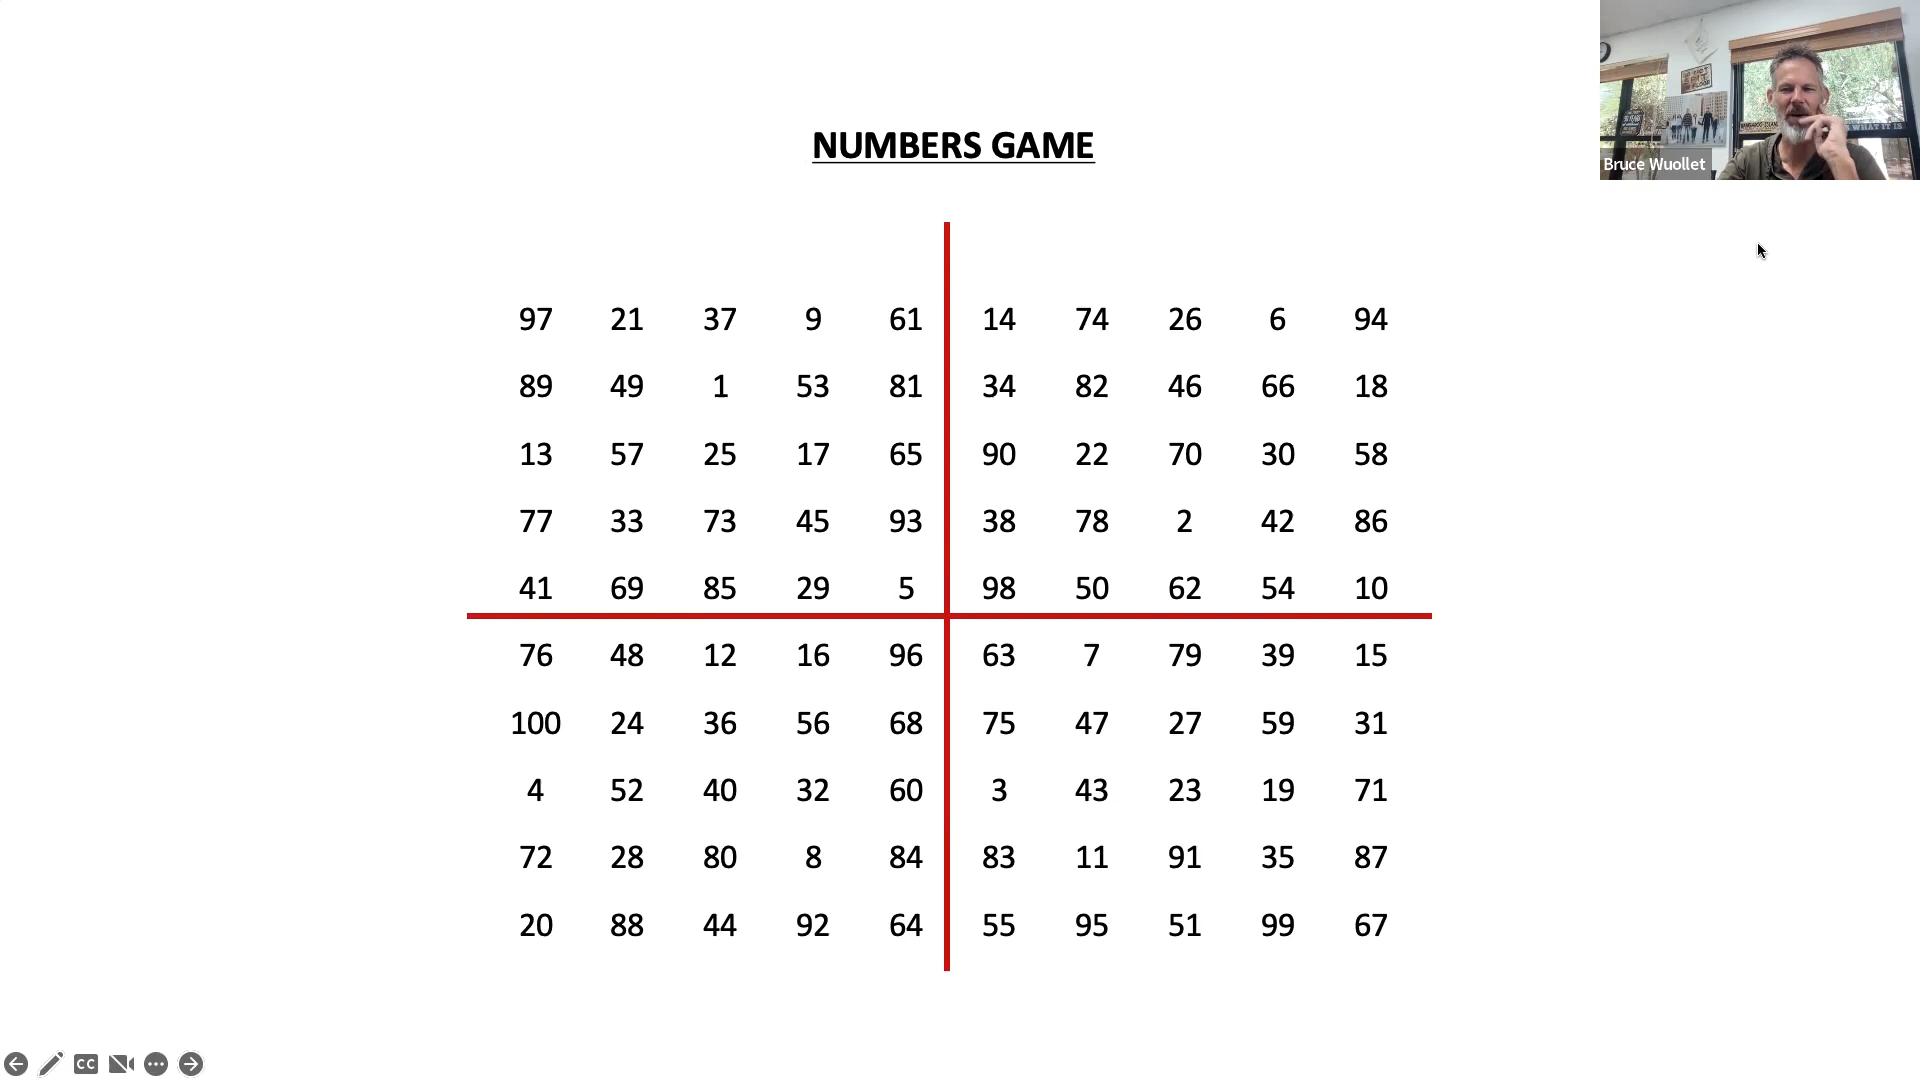 NUMBERS GAME
Bruce Wuollet
WHAT IT IS
97 21 37 9 61 14 74 26 6 94
89 49 1 53 81 34 82 46 66 18
13 57 25 17 65 90 22 70 30 58
77 33 73 45 93 38 78 2 42 86
41 69 85 29 5 98 50 62 54 10
76 48 12 16 96 63 7 79 39 15
100 24 36 56 68 75 47 27 59 31
4 52 40 32 60 3 43 23 19 71
72 28 80 8 84 83 11 91 35 87
20 88 44 92 64 55 95 51 99 67
CC